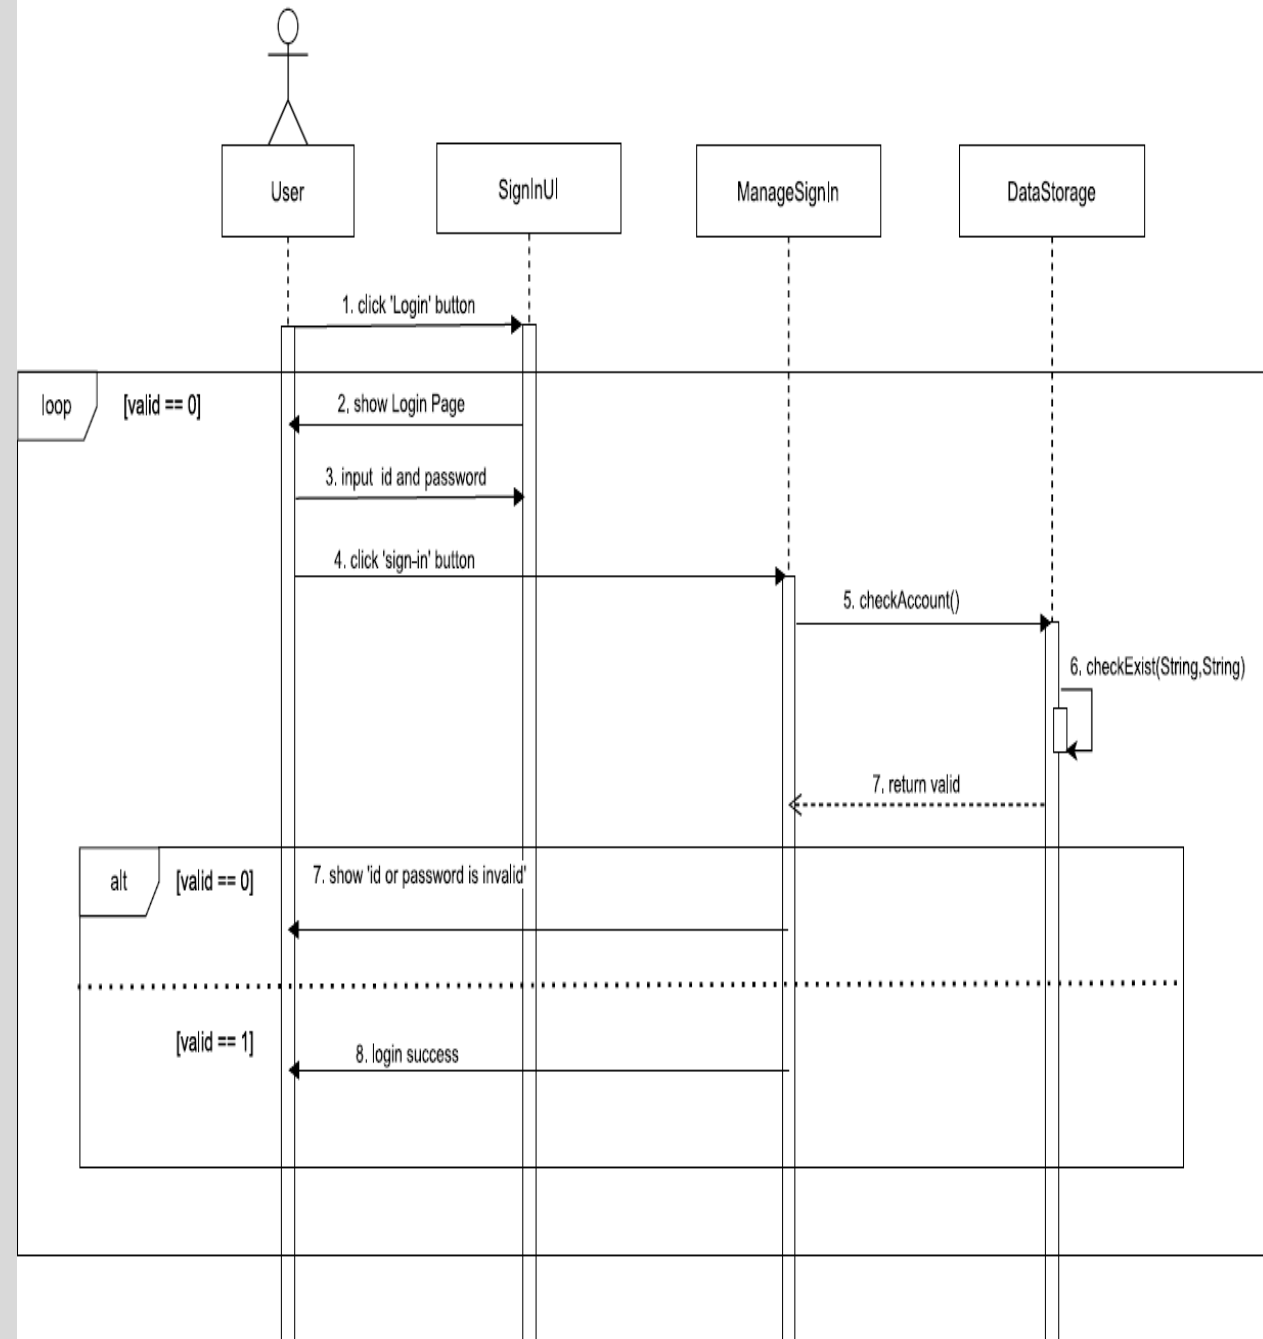 User
SignInUI
ManageSignIn
DataStorage
1. click 'Login' button
loop
[valid == 0]
2, show Login Page
3. input id and password
4. click 'sign-in' button
5. checkAccount()
6, checkExist(String,String)
7, return valid
alt
[valid == 0]
7. show 'id or password is invalid'
[valid == 1]
8. login success